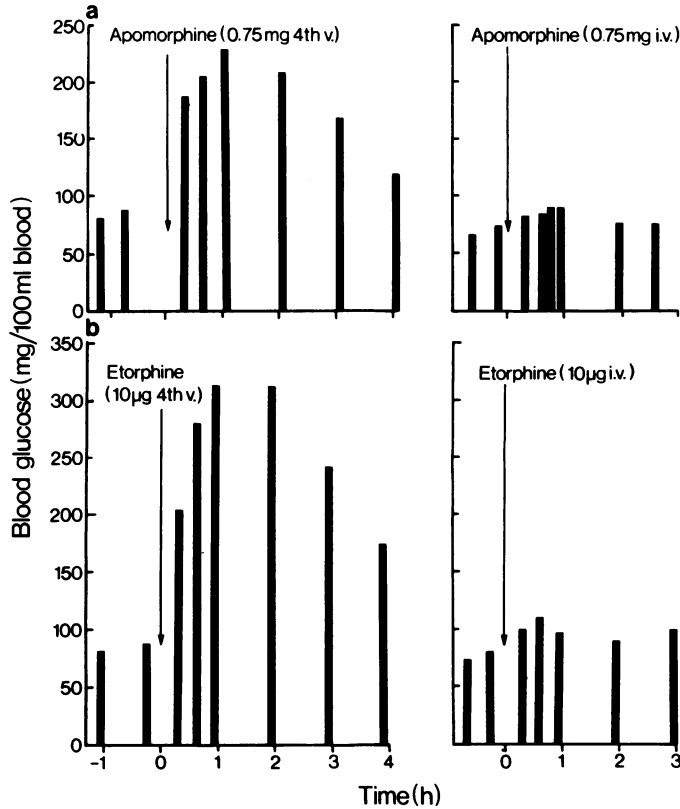 a
250
200
150
100
50
0
Apomorphine (0.75 mg 4th v.)
Apomorphine (0.75 mg i.v.)
Blood glucose (mg/100ml blood)
b
350
300
250
200
150
100
50
0
Etorphine
(10μg 4th v.)
Etorphine (10μg i.v.)
-1 0 1 2 3 4
0 1 2 3
Time (h)